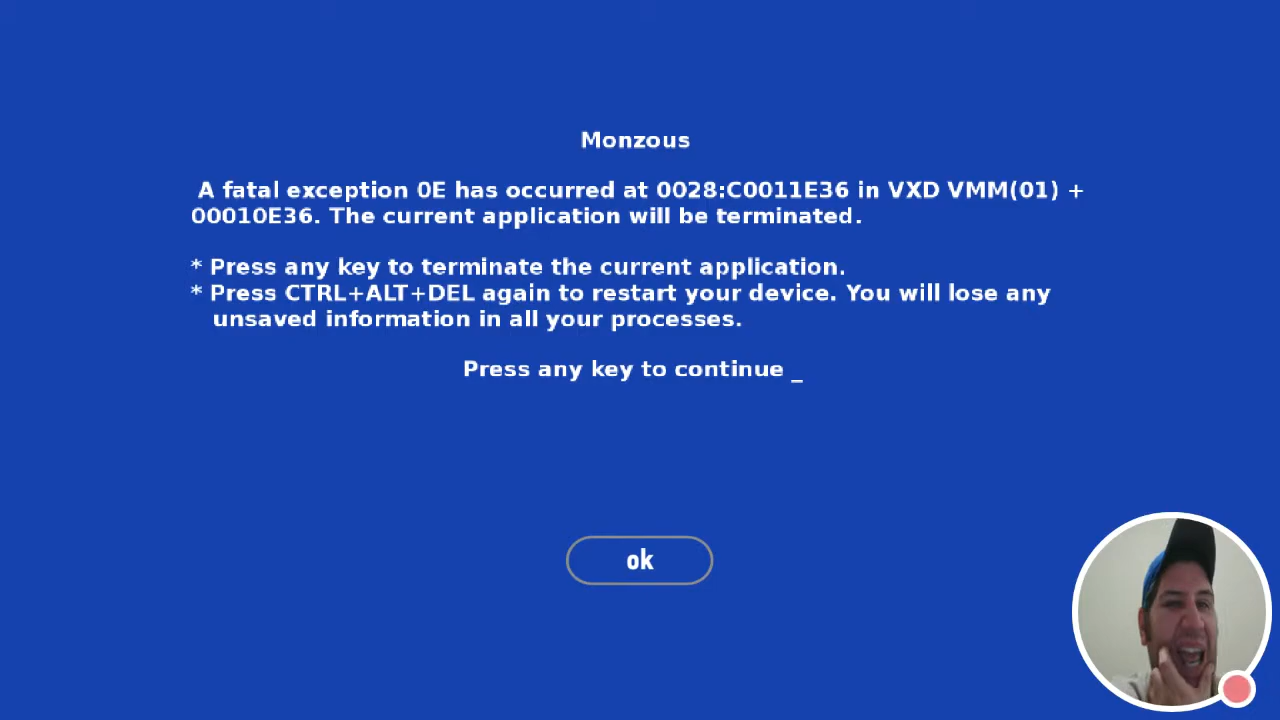 Monzous
A fatal exception 0E has occurred at 0028:C0011E36 in VXD VMM(01) +
00010E36. The current application will be terminated.
* Press any key to terminate the current application.
* Press CTRL+ALT+DEL again to restart your device. You will lose any
unsaved information in all your processes.
Press any key to continue _
ok